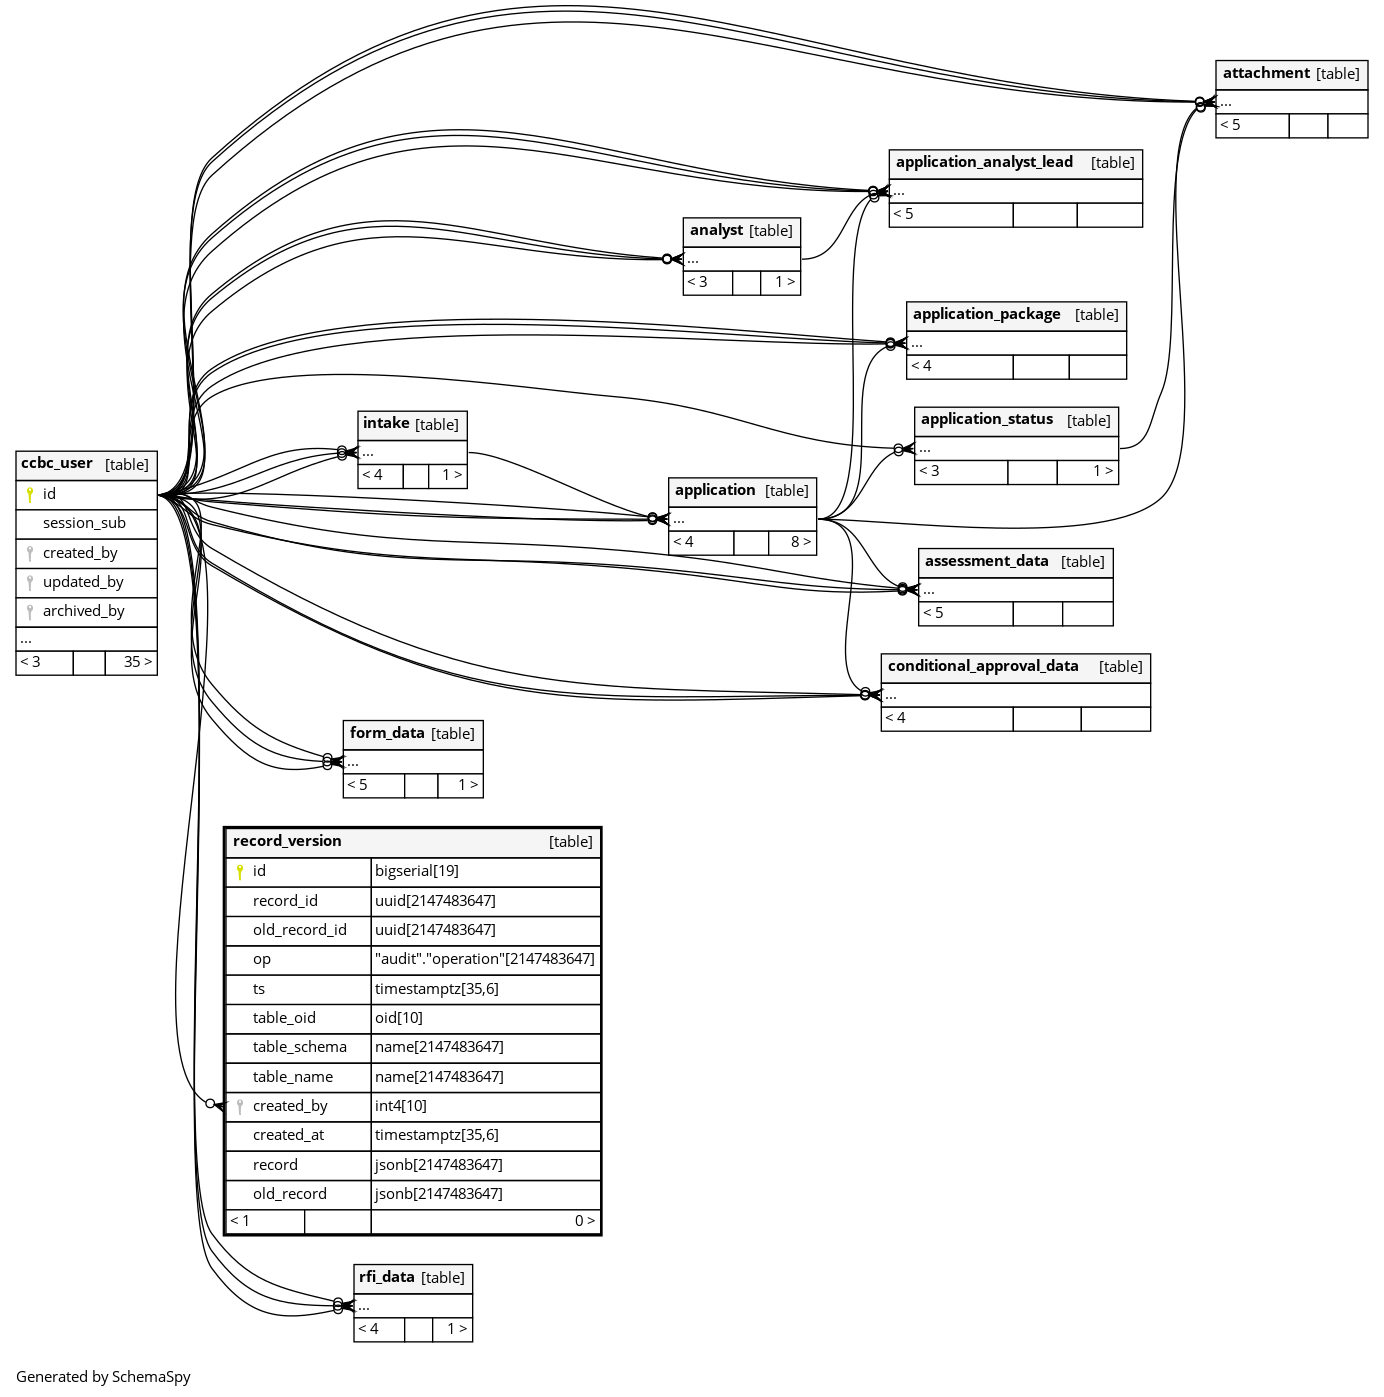 attachment [table]
...
< 5
application_analyst_lead [table]
...
< 5
analyst [table]
...
< 3 1 >
application_package [table]
...
< 4
application_status [table]
...
< 3 1 >
intake [table]
...
< 4 1 >
ccbc_user [table]
id
session_sub
created_by
updated_by
archived_by
...
< 3 35 >
application [table]
...
< 4 8 >
assessment_data [table]
...
< 5
conditional_approval_data [table]
...
< 4
form_data [table]
...
< 5 1 >
record_version [table]
id bigserial[19]
record_id uuid[2147483647]
old_record_id uuid[2147483647]
op "audit"."operation"[2147483647]
ts timestamptz[35,6]
table_oid oid[10]
table_schema name[2147483647]
table_name name[2147483647]
created_by int4[10]
created_at timestamptz[35,6]
record jsonb[2147483647]
old_record jsonb[2147483647]
< 1 0 >
rfi_data [table]
...
< 4 1 >
Generated by SchemaSpy